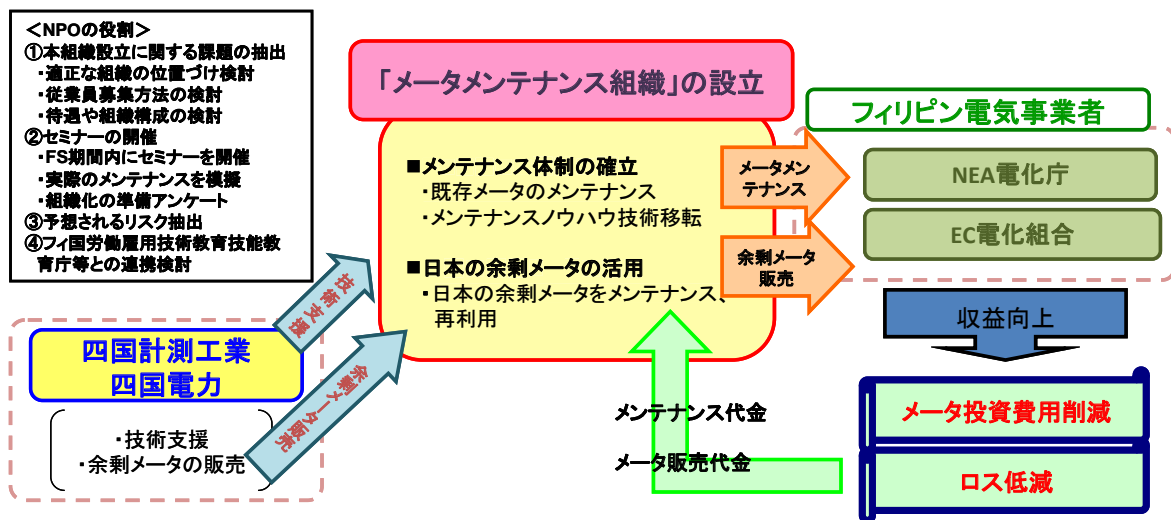 ＜NPOの役割＞
①本組織設立に関する課題の抽出
・適正な組織の位置づけ検討
・従業員募集方法の検討
・待遇や組織構成の検討
②セミナーの開催
・FS期間内にセミナーを開催
・実際のメンテナンスを模擬
・組織化の準備アンケート
③予想されるリスク抽出
④フィ国労働雇用技術教育技能教
育庁等との連携検討
「メータメンテナンス組織」の設立
■メンテナンス体制の確立
・既存メータのメンテナンス
・メンテナンスノウハウ技術移転
■日本の余剰メータの活用
・日本の余剰メータをメンテナンス、
再利用
メータメン
テナンス
余剰メータ
販売
フィリピン電気事業者
NEA電化庁
EC電化組合
収益向上
メータ投資費用削減
ロス低減
メンテナンス代金
メータ販売代金
技術支援
余剰メータ販売
四国計測工業
四国電力
・技術支援
・余剰メータの販売